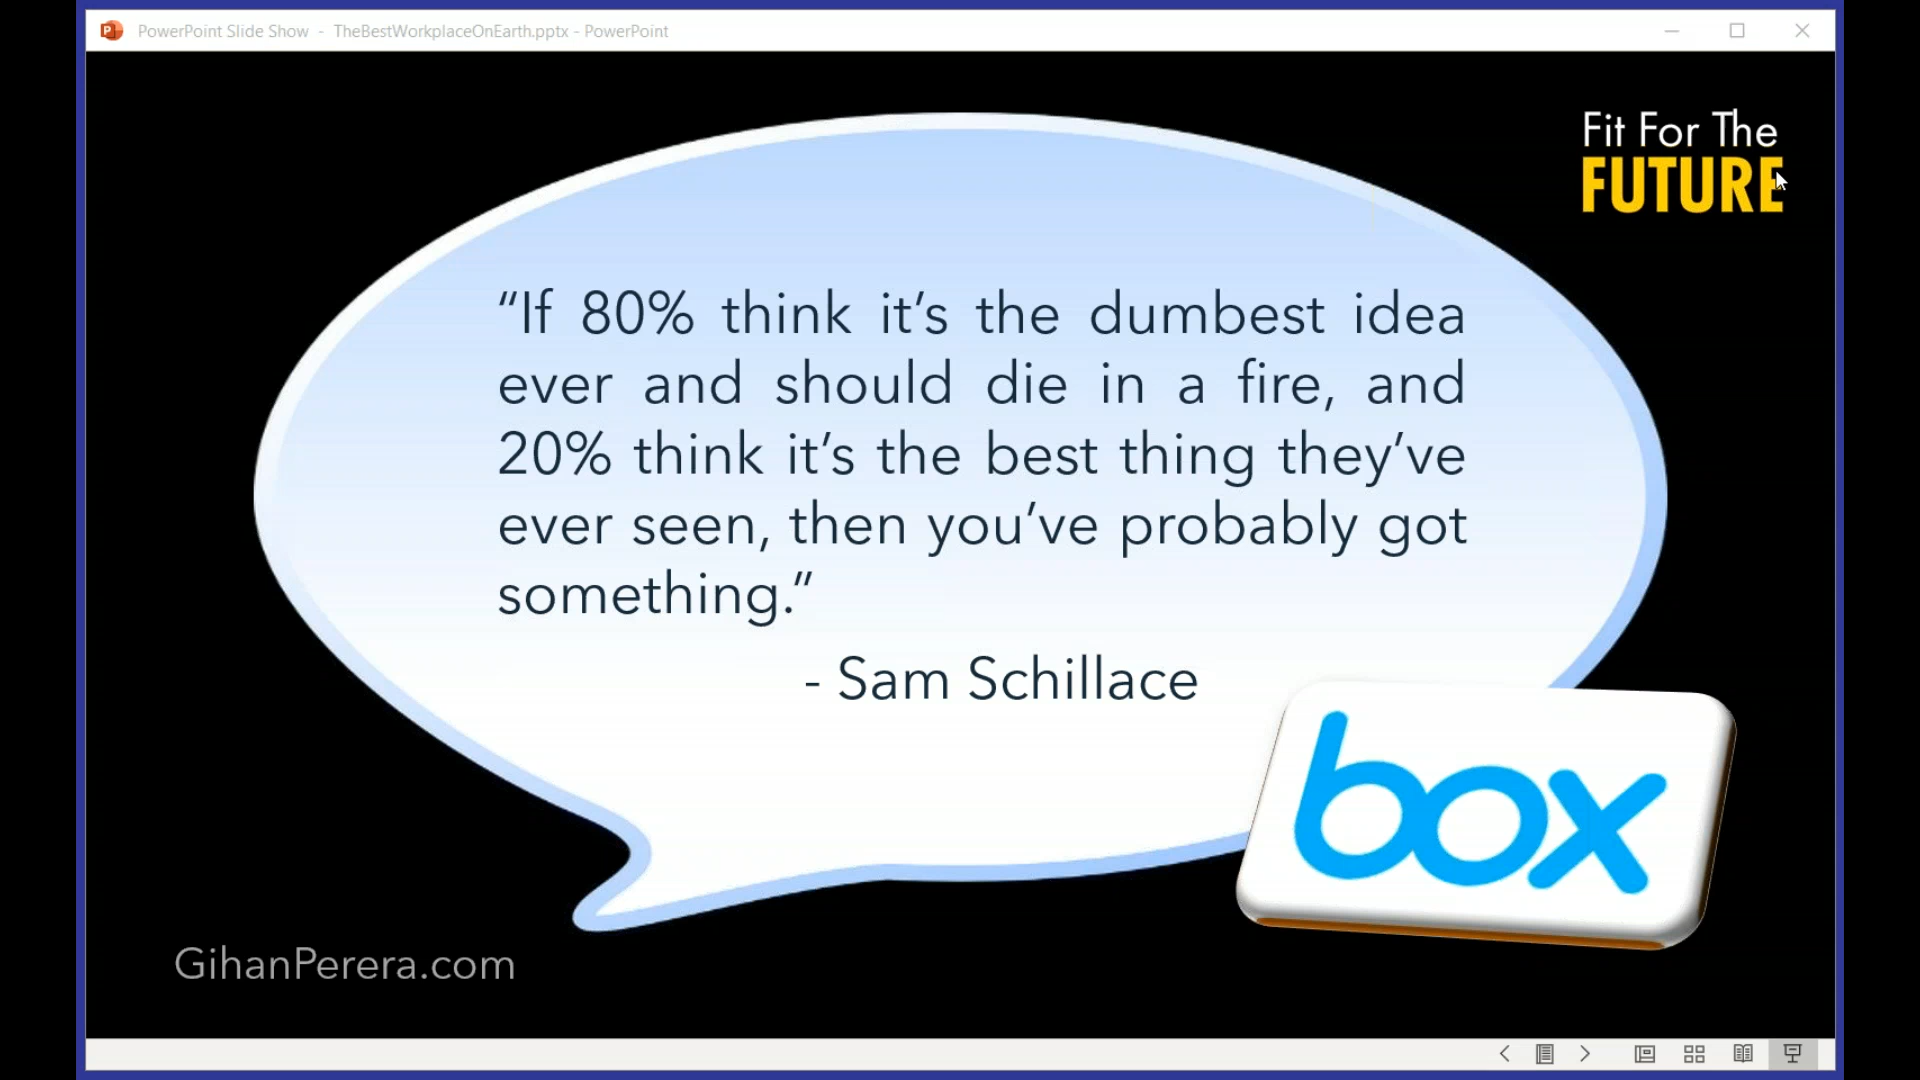 PowerPoint Slide Show - TheBestWorkplaceOnEarth.pptx - PowerPoint
Fit For The
FUTURE
“If 80% think it’s the dumbest idea
ever and should die in a fire, and
20% think it’s the best thing they’ve
ever seen, then you’ve probably got
something.”
- Sam Schillace
box
GihanPerera.com